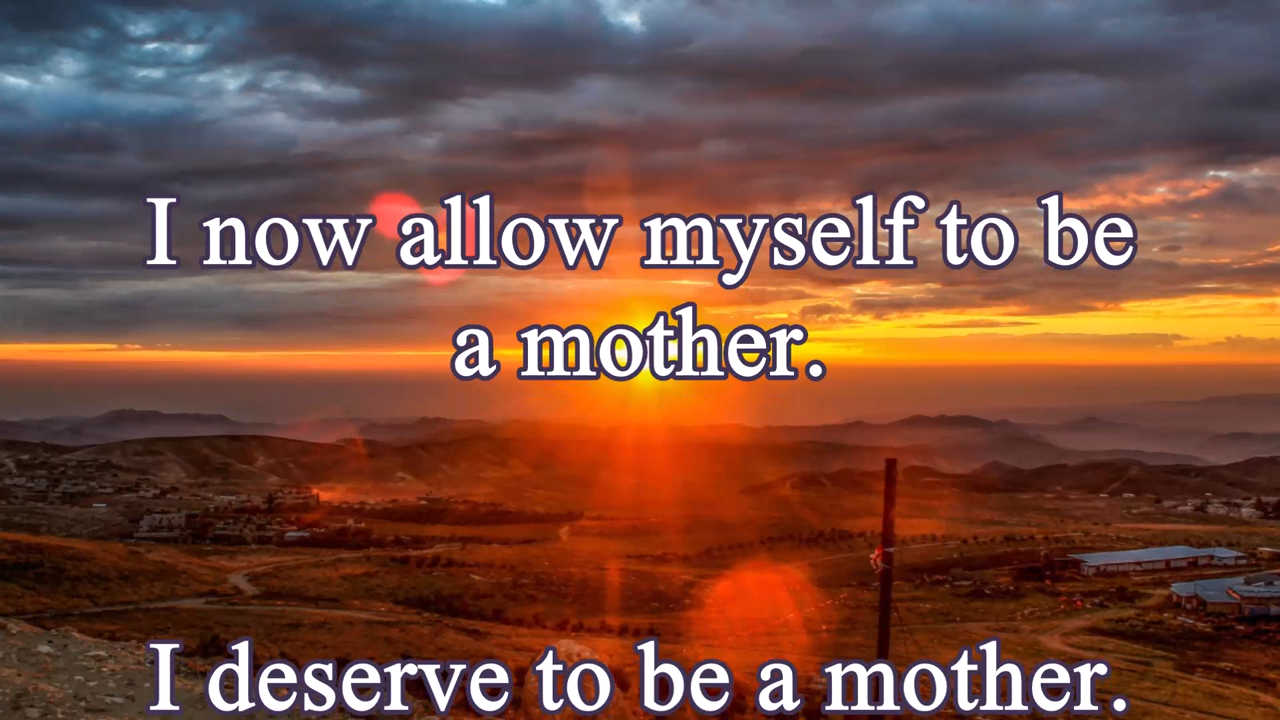 I now allow myself to be
a mother.
I deserve to be a mother.